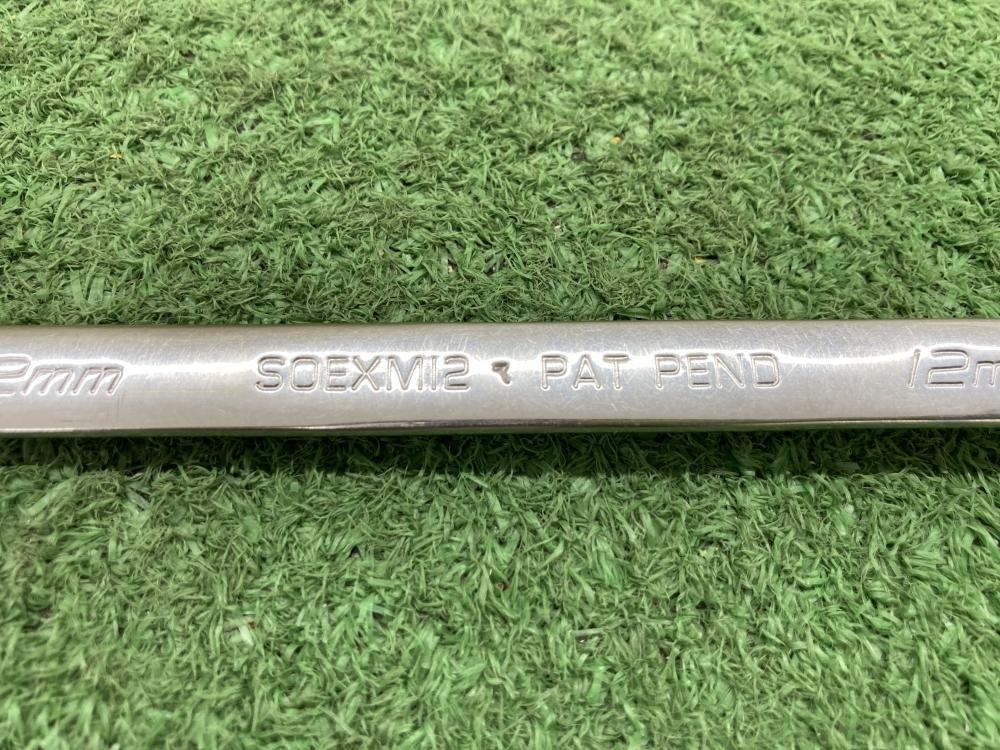 2mm SOEXM12 PAT PEND 12m